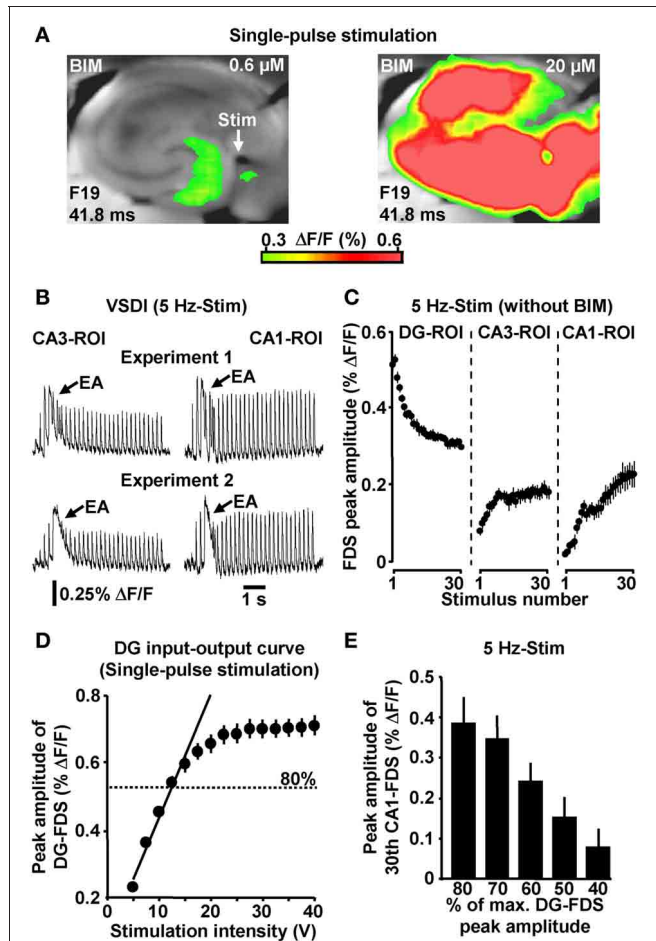 A
Single-pulse stimulation
BIM 0.6 µM
Stim
F19
41.8 ms
BIM 20 µM
F19
41.8 ms
0.3 ΔF/F (%) 0.6
B
VSDI (5 Hz-Stim)
CA3-ROI CA1-ROI
Experiment 1
EA EA
Experiment 2
EA EA
0.25% ΔF/F
1 s
C
5 Hz-Stim (without BIM)
DG-ROI CA3-ROI CA1-ROI
FDS peak amplitude (% ΔF/F)
0.6
0.4
0.2
0
1 30 1 30 1 30
Stimulus number
D
DG input-output curve
(Single-pulse stimulation)
Peak amplitude of
DG-FDS (% ΔF/F)
0.8
0.6
0.4
0.2
80%
0 10 20 30 40
Stimulation intensity (V)
E
5 Hz-Stim
Peak amplitude of
30th CA1-FDS (% ΔF/F)
0.5
0.4
0.3
0.2
0.1
0
80 70 60 50 40
% of max. DG-FDS
peak amplitude